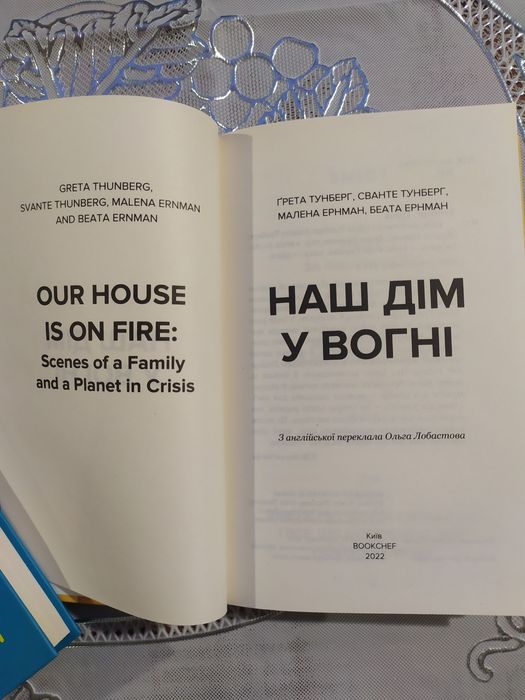 GRETA THUNBERG,
SVANTE THUNBERG, MALENA ERNMAN
AND BEATA ERNMAN
OUR HOUSE
IS ON FIRE:
Scenes of a Family
and a Planet in Crisis
ҐРЕТА ТУНБЕРГ, СВАНТЕ ТУНБЕРГ,
МАЛЕНА ЕРНМАН, БЕАТА ЕРНМАН
НАШ ДІМ
У ВОГНІ
З англійської переклала Ольга Лобастова
Київ
BOOKCHEF
2022